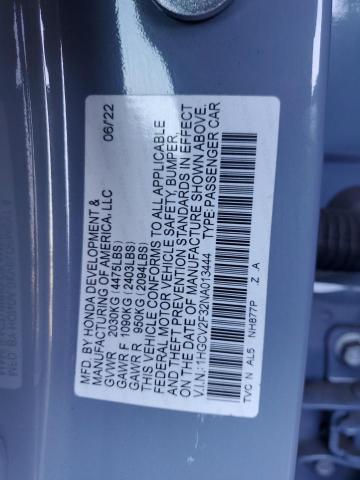 MFD.BY HONDA DEVELOPMENT &
MANUFACTURING OF AMERICA, LLC 06/22
GVWR 2030KG (4475LBS)
GAWR F 1090KG (2403LBS)
GAWR R 950KG (2094LBS)
THIS VEHICLE CONFORMS TO ALL APPLICABLE
FEDERAL MOTOR VEHICLE SAFETY, BUMPER,
AND THEFT PREVENTION STANDARDS IN EFFECT
ON THE DATE OF MANUFACTURE SHOWN ABOVE.
V.I.N.: 1HGCV2F32NA013444 TYPE:PASSENGER CAR
TVC N AL5 NH877P Z A